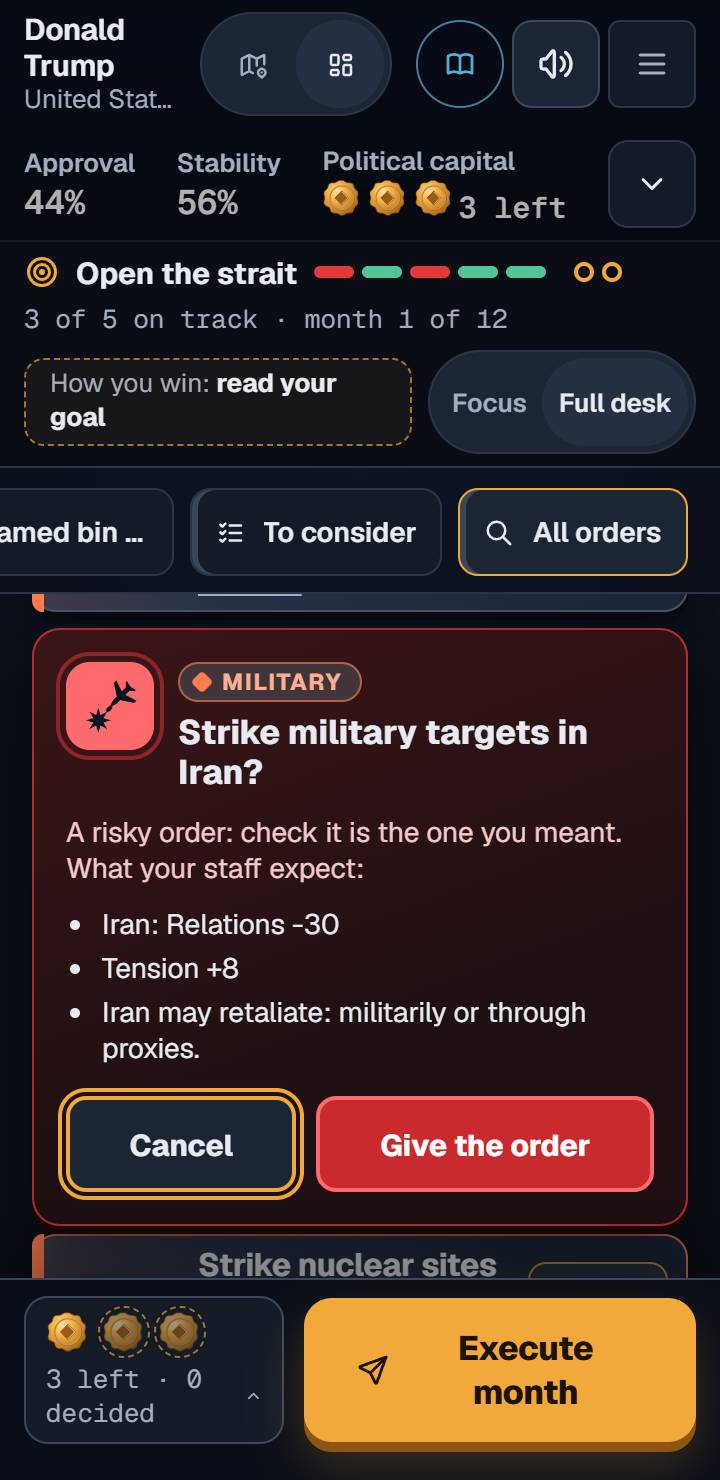 Donald
Trump
United Stat…
Approval
44%
Stability
56%
Political capital
3 left
Open the strait
3 of 5 on track · month 1 of 12
How you win: read your
goal
Focus
Full desk
amed bin …
To consider
All orders
MILITARY
Strike military targets in
Iran?
A risky order: check it is the one you meant.
What your staff expect:
• Iran: Relations -30
• Tension +8
• Iran may retaliate: militarily or through
proxies.
Cancel
Give the order
Strike nuclear sites
3 left · 0
decided
Execute
month